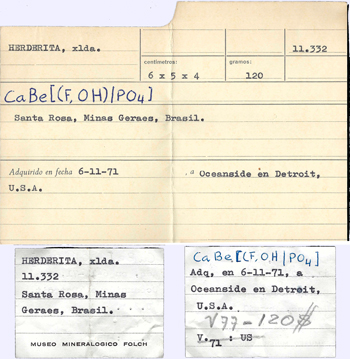 HERDERITA, xlda.
11.332
centímetros:
gramos:
6 x 5 x 4
120
CaBe[(F,OH)|PO4]
Santa Rosa, Minas Geraes, Brasil.
Adquirido en fecha 6-11-71
a Oceanside en Detroit,
U.S.A.
HERDERITA, xlda.
11.332
Santa Rosa, Minas
Geraes, Brasil.
MUSEO MINERALOGICO FOLCH
CaBe[(F,OH|PO4]
Adq, en 6-11-71, a
Oceanside en Detroit,
U.S.A.
V77-120$
V.71 : US